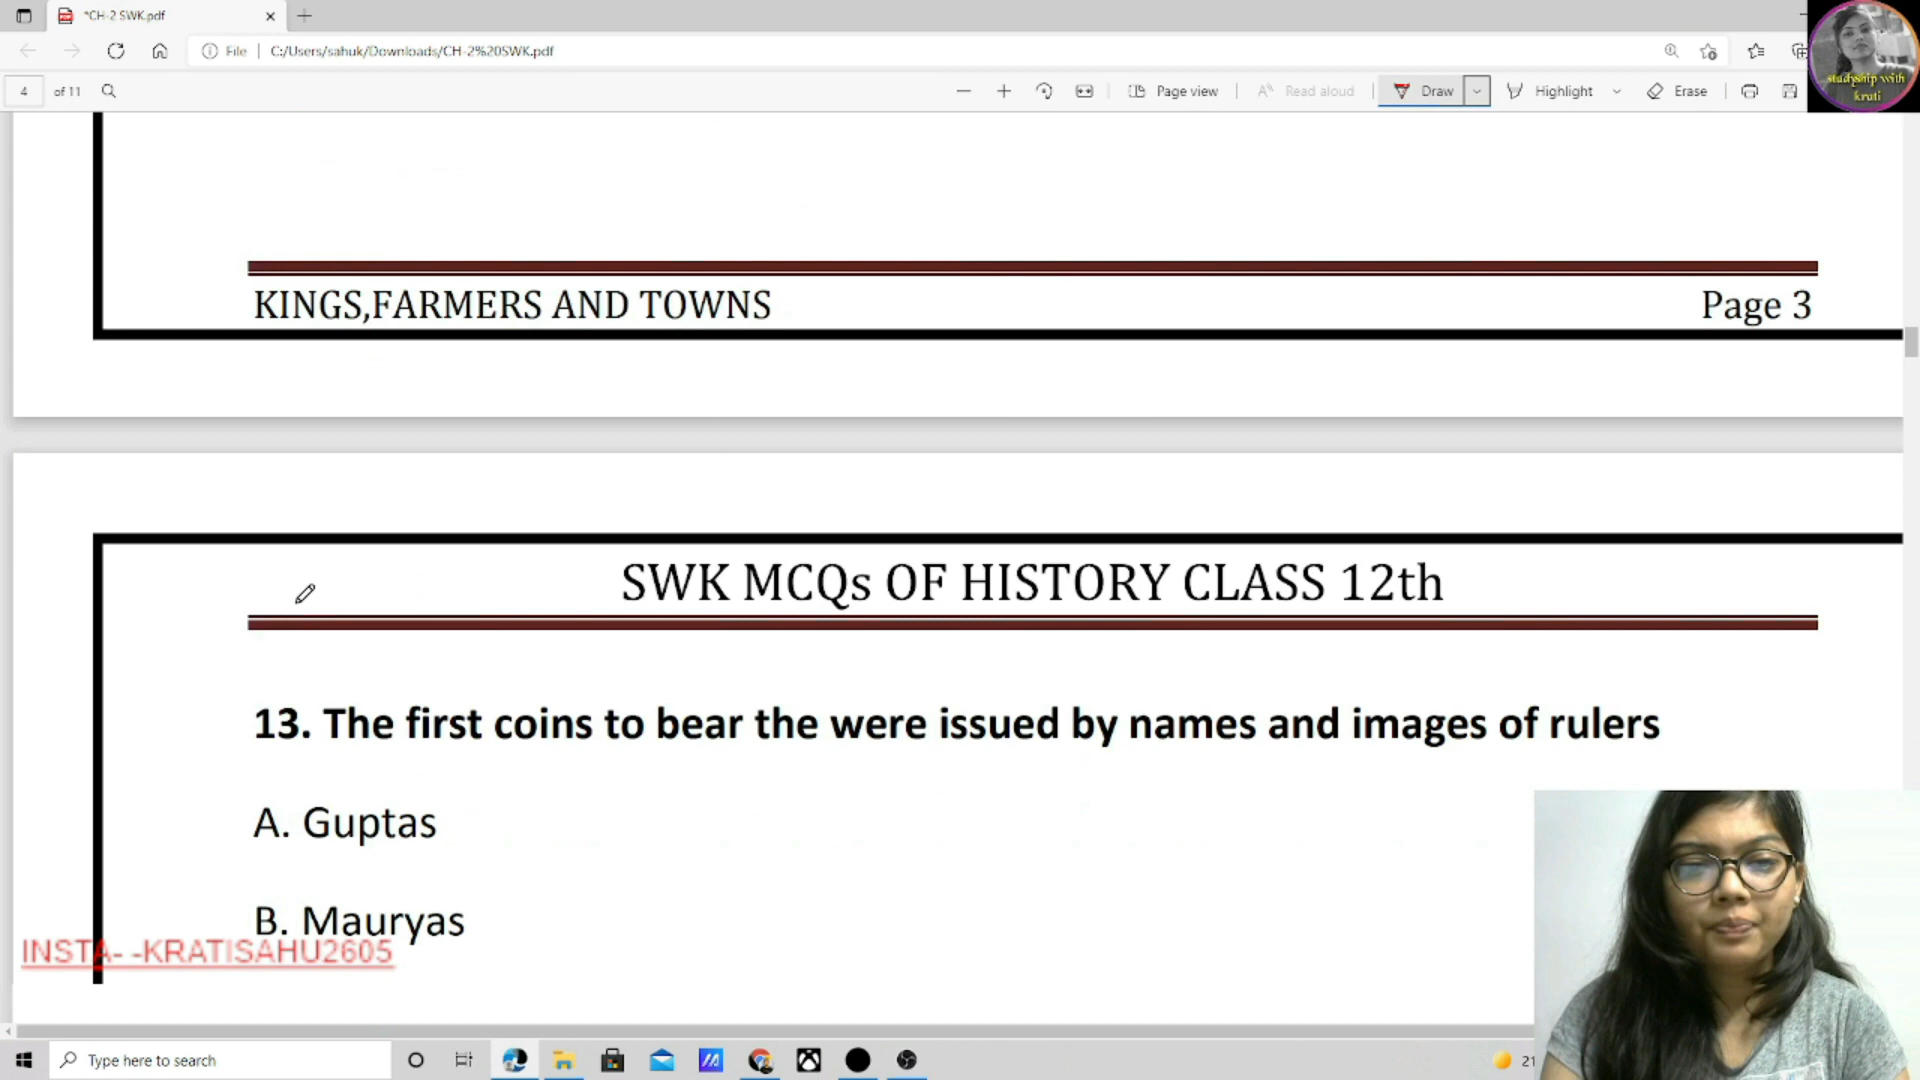 *CH-2 SWK.pdf
File
C:/Users/sahuk/Downloads/CH-2%20SWK.pdf
4
of 11
Page view
Read aloud
Draw
Highlight
Erase
studyship with
krati
KINGS,FARMERS AND TOWNS
Page 3
SWK MCQs OF HISTORY CLASS 12th
13. The first coins to bear the were issued by names and images of rulers
A. Guptas
B. Mauryas
INSTA- -KRATISAHU2605
Type here to search
21